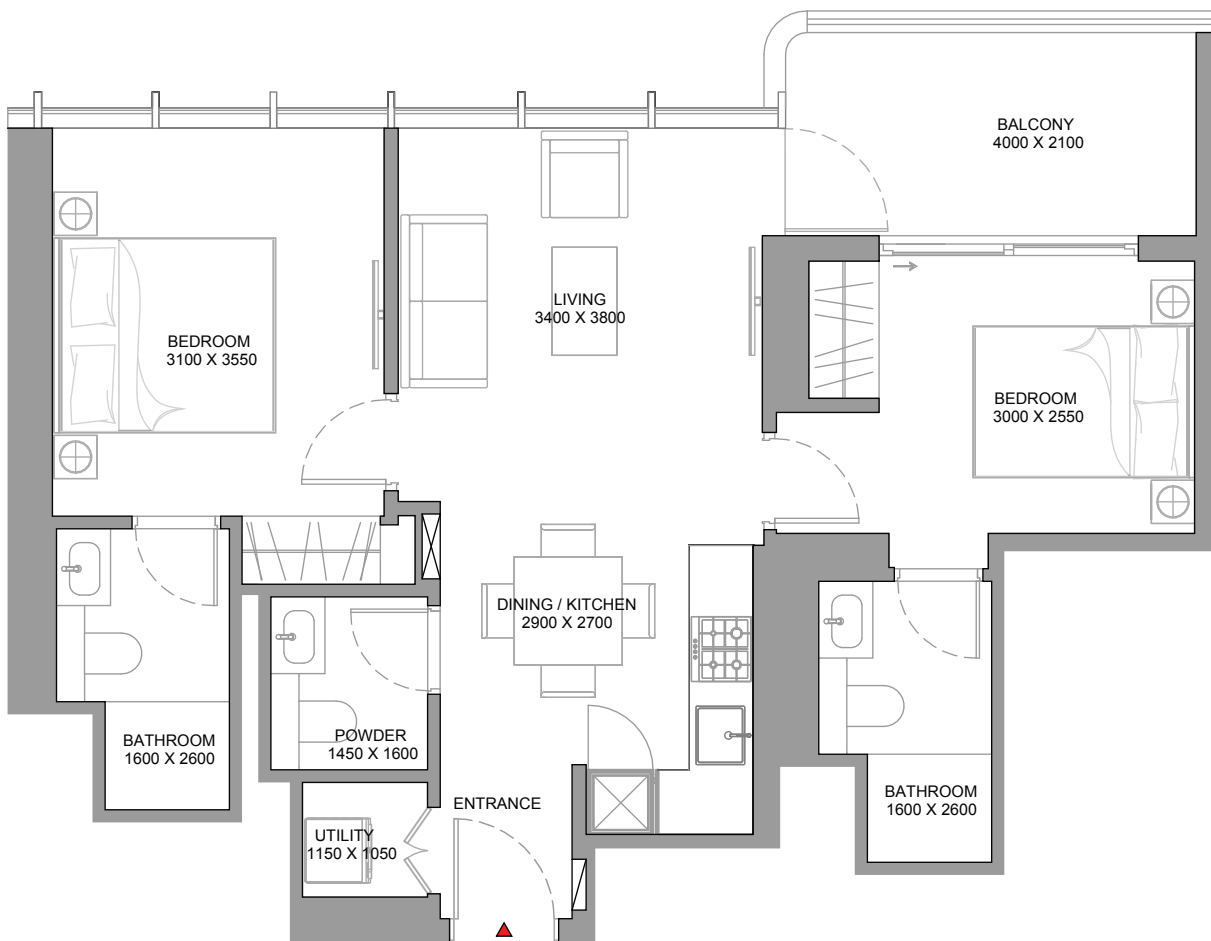 BALCONY
4000 X 2100
LIVING
3400 X 3800
BEDROOM
3100 X 3550
BEDROOM
3000 X 2550
DINING / KITCHEN
2900 X 2700
POWDER
1450 X 1600
BATHROOM
1600 X 2600
BATHROOM
1600 X 2600
ENTRANCE
UTILITY
1150 X 1050